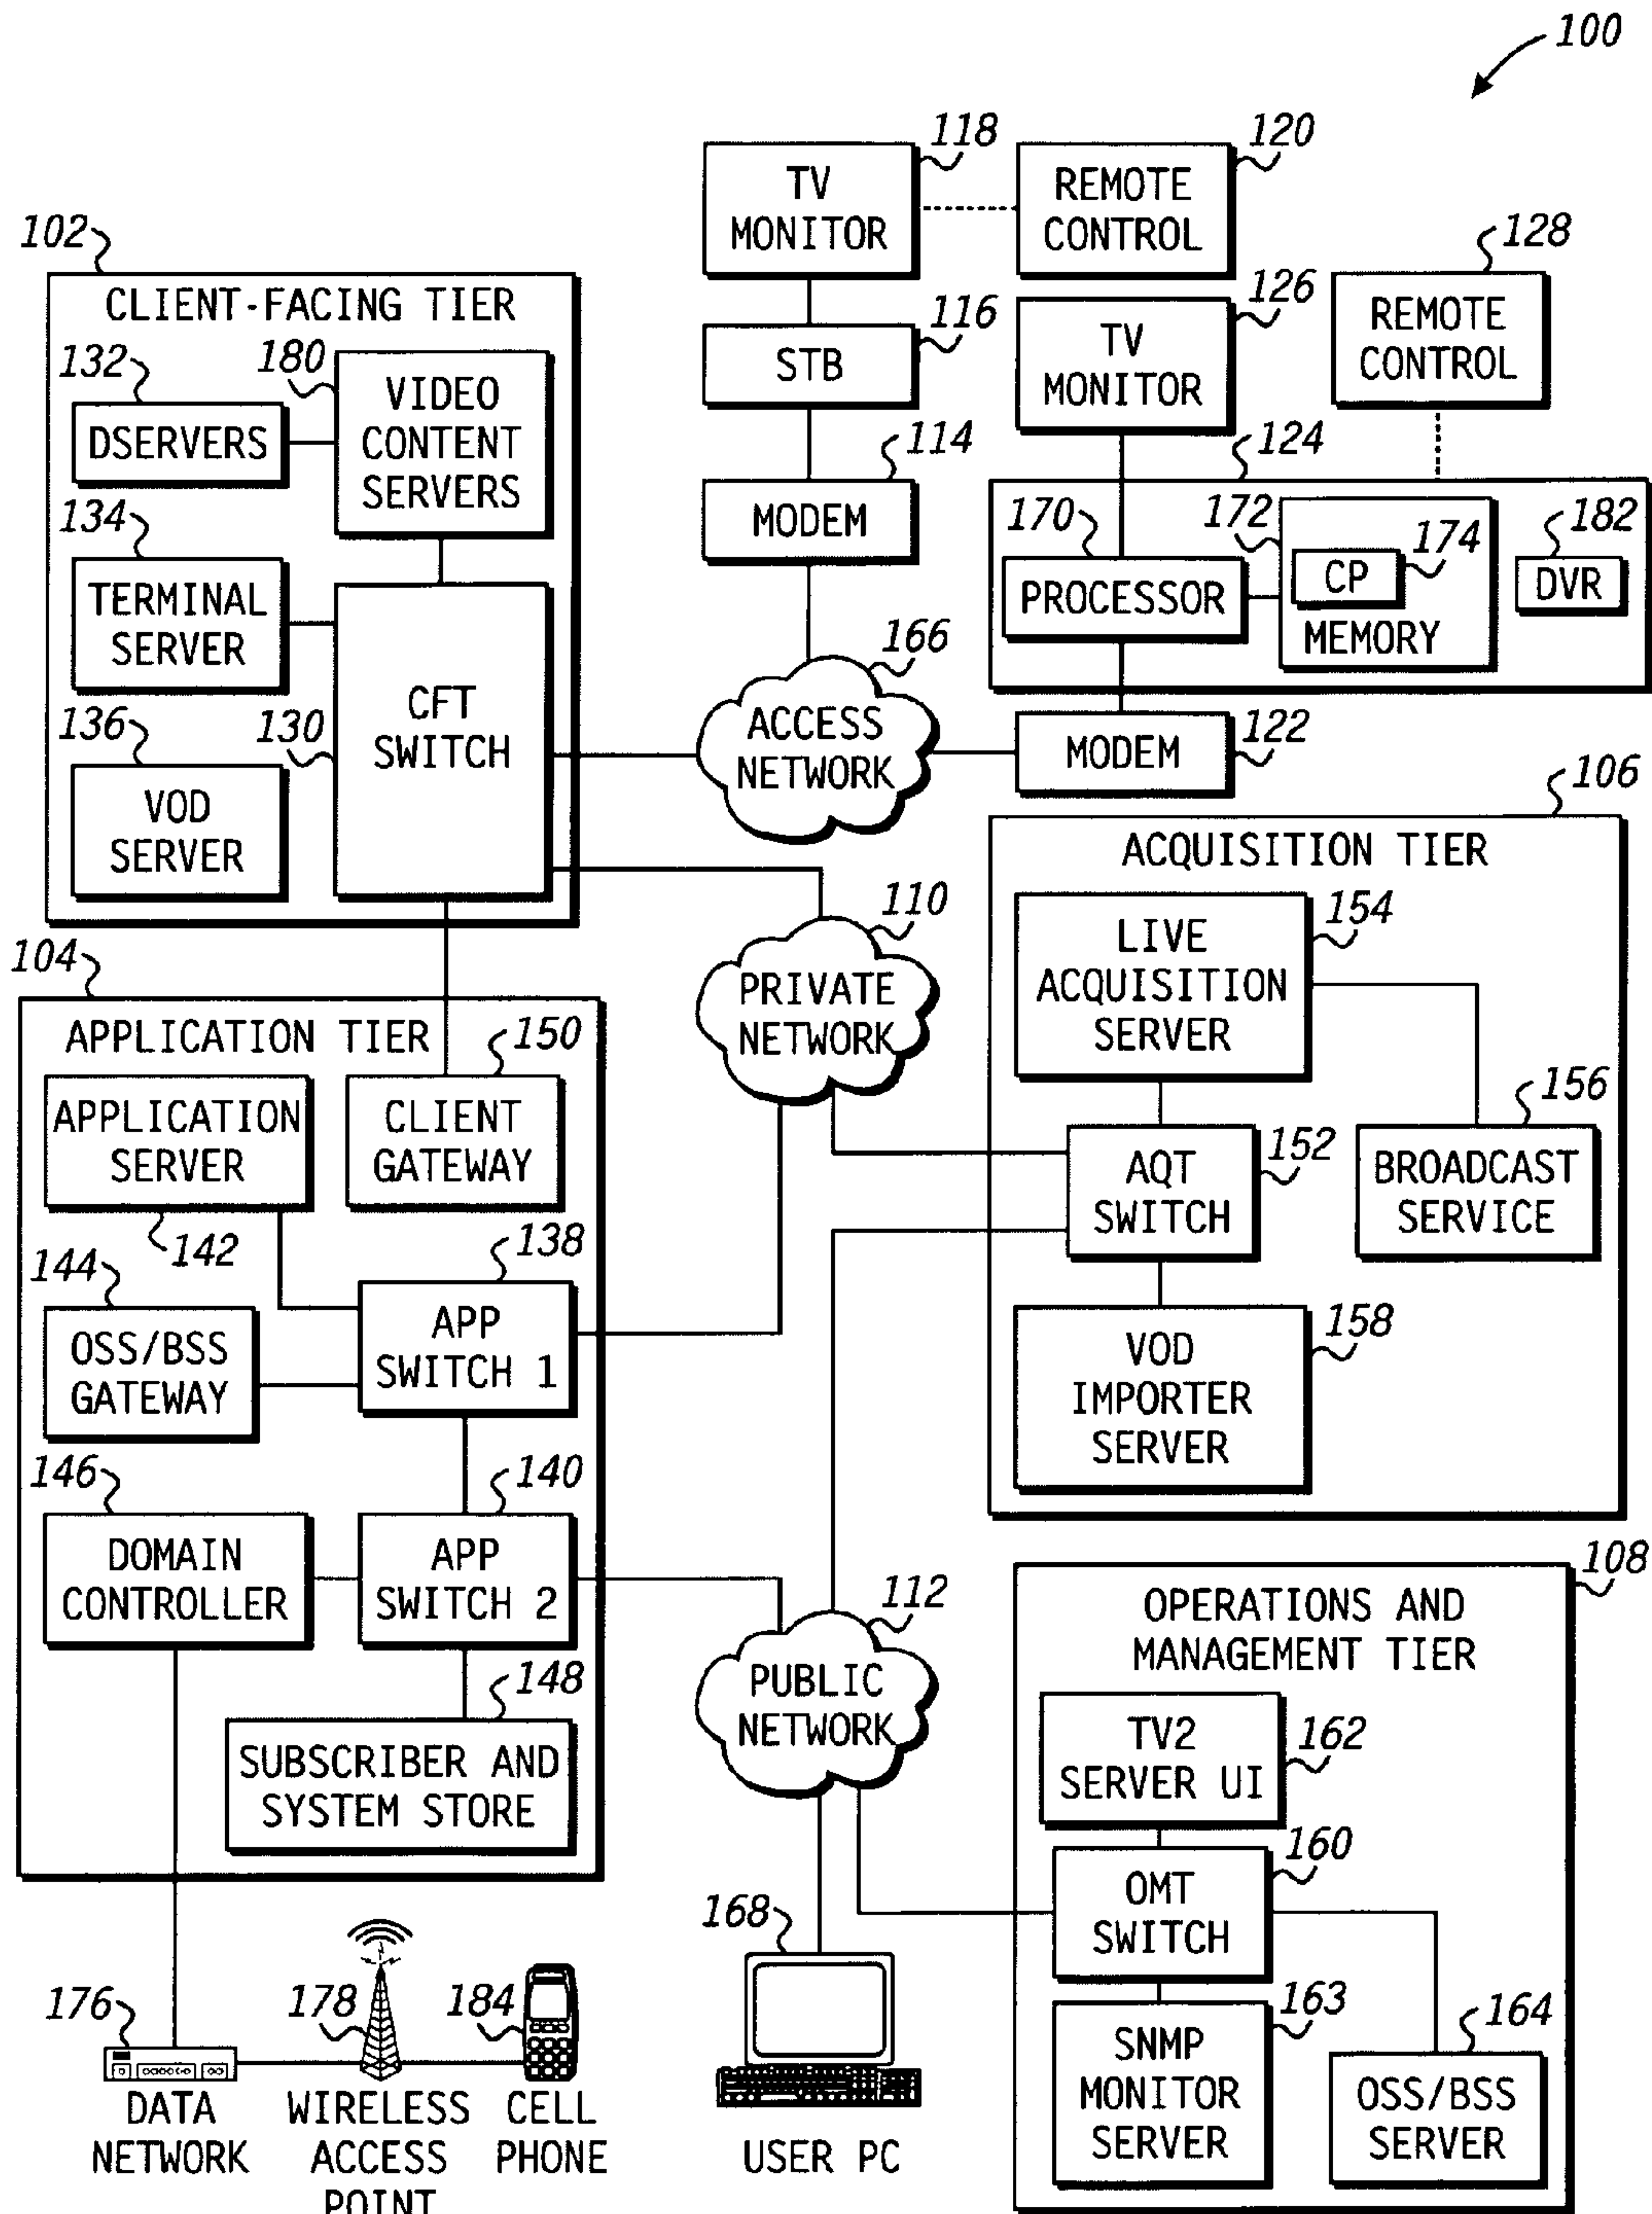 100
118
TV
MONITOR
120
REMOTE
CONTROL
102
CLIENT-FACING TIER
132
DSERVERS
180
VIDEO
CONTENT
SERVERS
134
TERMINAL
SERVER
136
VOD
SERVER
130
CFT
SWITCH
116
STB
114
MODEM
126
TV
MONITOR
128
REMOTE
CONTROL
124
170
PROCESSOR
172
174
CP
MEMORY
182
DVR
166
ACCESS
NETWORK
122
MODEM
110
PRIVATE
NETWORK
106
ACQUISITION TIER
154
LIVE
ACQUISITION
SERVER
156
BROADCAST
SERVICE
152
AQT
SWITCH
158
VOD
IMPORTER
SERVER
104
APPLICATION TIER
150
CLIENT
GATEWAY
APPLICATION
SERVER
142
138
APP
SWITCH 1
144
OSS/BSS
GATEWAY
146
DOMAIN
CONTROLLER
140
APP
SWITCH 2
148
SUBSCRIBER AND
SYSTEM STORE
112
PUBLIC
NETWORK
108
OPERATIONS AND
MANAGEMENT TIER
162
TV2
SERVER UI
160
OMT
SWITCH
163
SNMP
MONITOR
SERVER
164
OSS/BSS
SERVER
168
USER PC
176
DATA
NETWORK
178
WIRELESS
ACCESS
POINT
184
CELL
PHONE